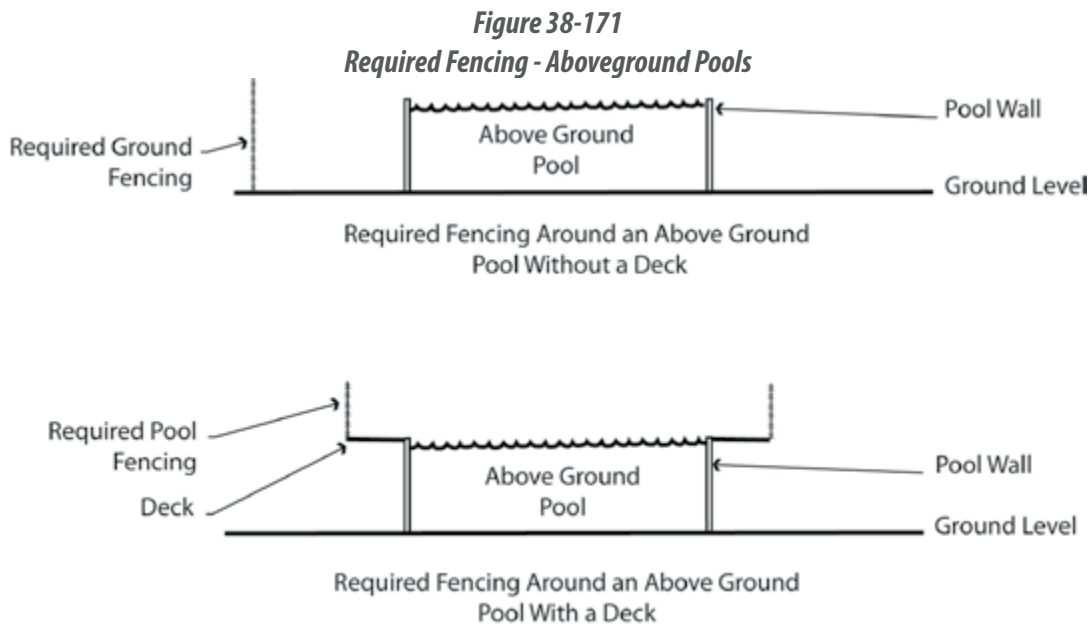 Figure 38-171
Required Fencing - Aboveground Pools
Required Ground
Fencing
Above Ground
Pool
Pool Wall
Ground Level
Required Fencing Around an Above Ground
Pool Without a Deck
Required Pool
Fencing
Deck
Above Ground
Pool
Pool Wall
Ground Level
Required Fencing Around an Above Ground
Pool With a Deck